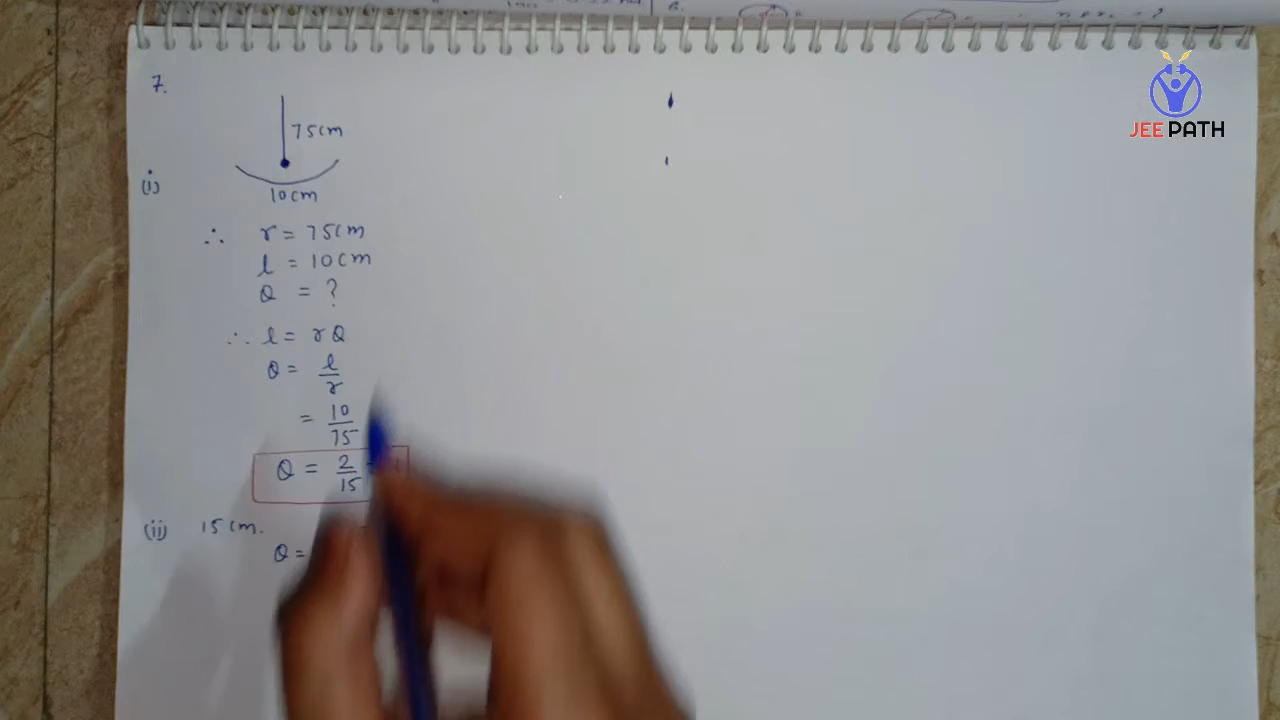 7.
75cm
(i)
10cm
∴ r = 75cm
l = 10cm
θ = ?
∴ l = rθ
θ = l/r
= 10/75
θ = 2/15
(ii) 15cm.
θ =
JEE PATH